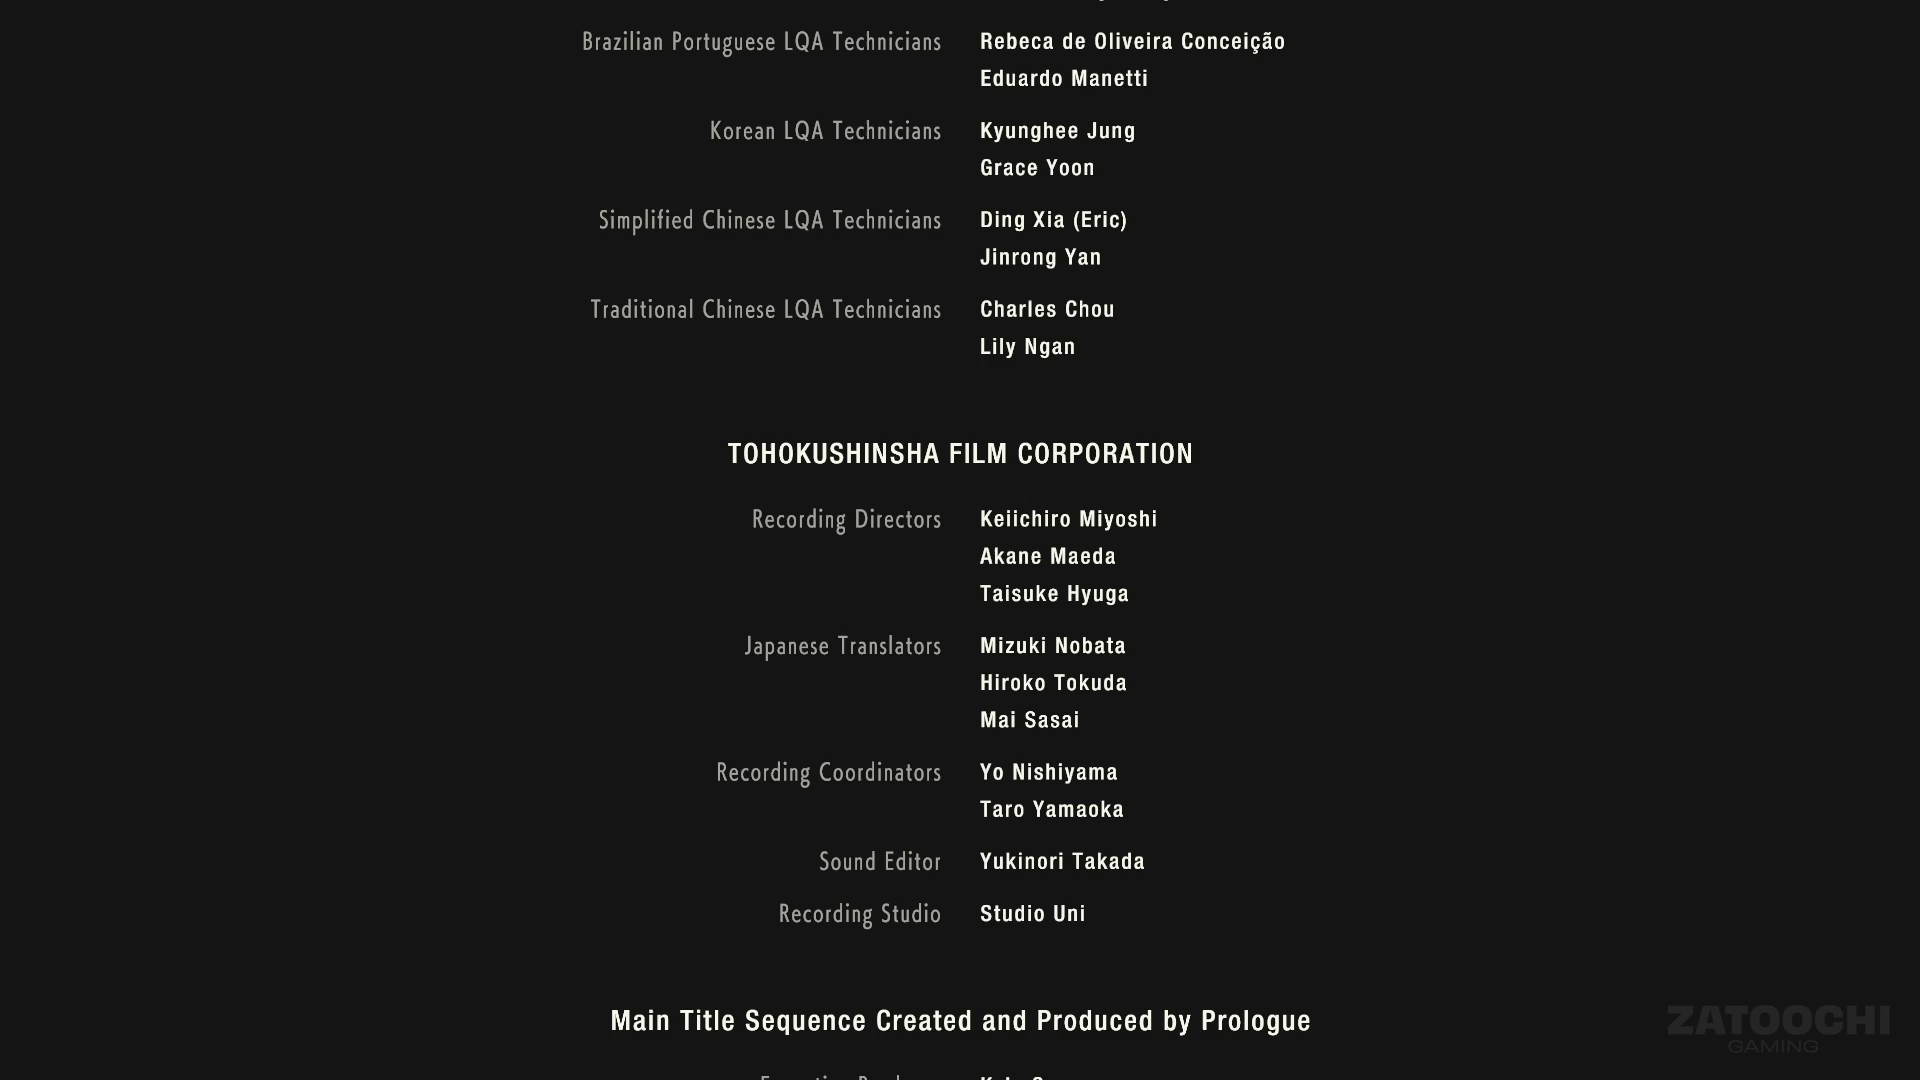 Brazilian Portuguese LQA Technicians Rebeca de Oliveira Conceição
Eduardo Manetti
Korean LQA Technicians Kyunghee Jung
Grace Yoon
Simplified Chinese LQA Technicians Ding Xia (Eric)
Jinrong Yan
Traditional Chinese LQA Technicians Charles Chou
Lily Ngan
TOHOKUSHINSHA FILM CORPORATION
Recording Directors Keiichiro Miyoshi
Akane Maeda
Taisuke Hyuga
Japanese Translators Mizuki Nobata
Hiroko Tokuda
Mai Sasai
Recording Coordinators Yo Nishiyama
Taro Yamaoka
Sound Editor Yukinori Takada
Recording Studio Studio Uni
Main Title Sequence Created and Produced by Prologue
ZATOOCHI
GAMING